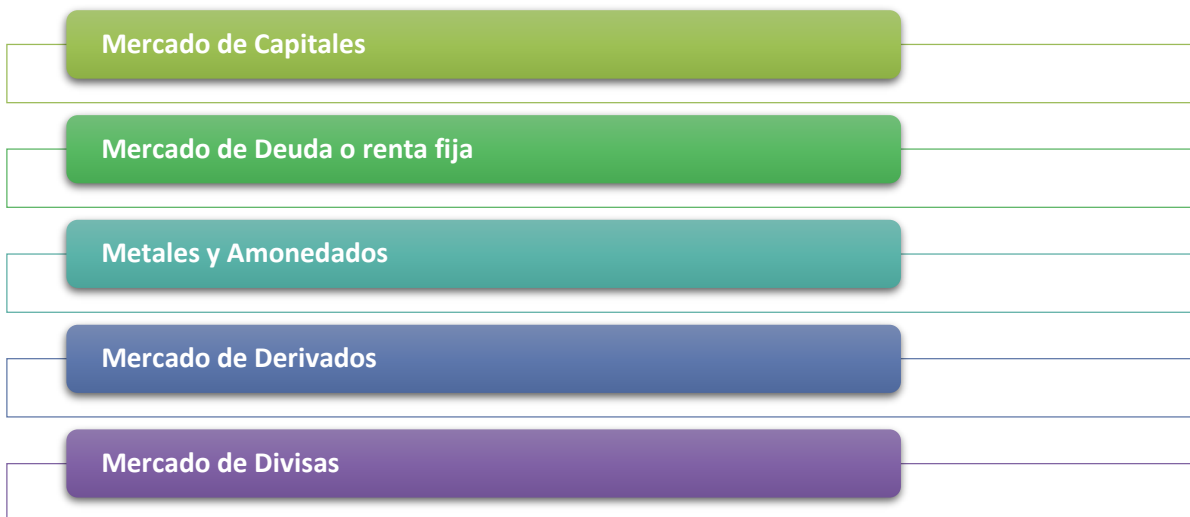 Mercado de Capitales
Mercado de Deuda o renta fija
Metales y Amonedados
Mercado de Derivados
Mercado de Divisas